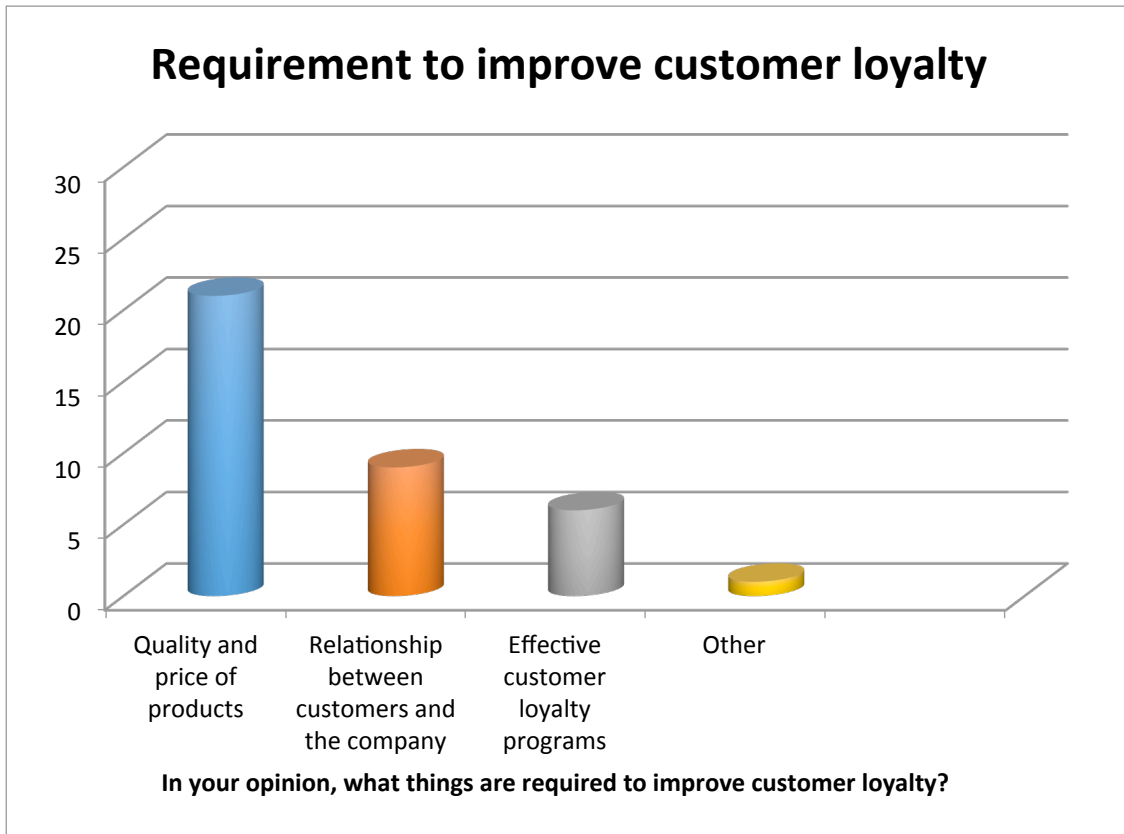 Requirement to improve customer loyalty
30
25
20
15
10
5
0
Quality and
price of
products
Relationship
between
customers and
the company
Effective
customer
loyalty
programs
Other
In your opinion, what things are required to improve customer loyalty?